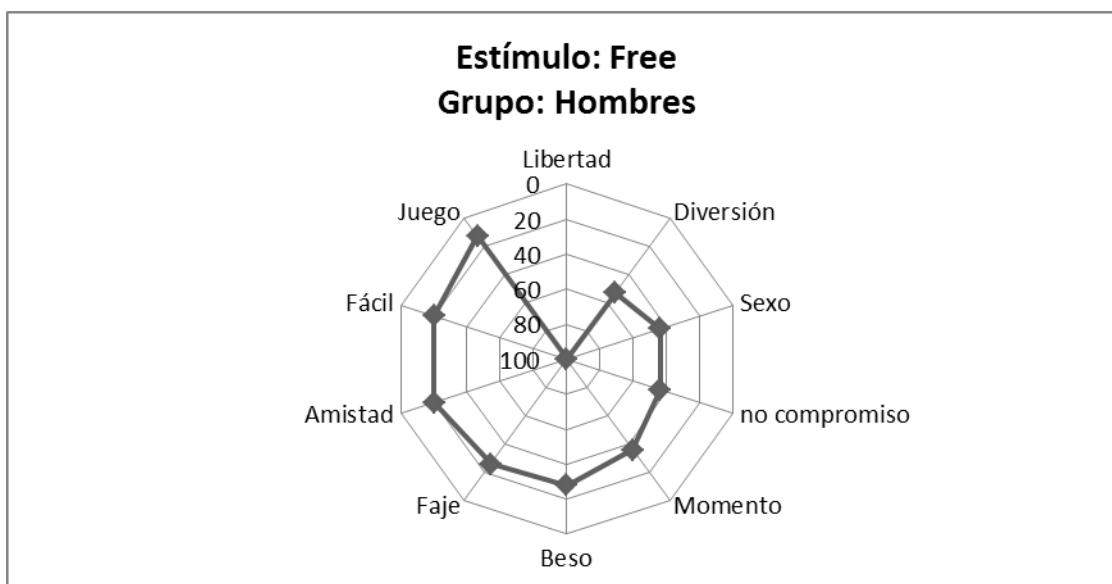 Estímulo: Free
Grupo: Hombres
Libertad
0
Juego
Diversión
20
40
Fácil
60
Sexo
80
100
Amistad
no compromiso
Faje
Momento
Beso